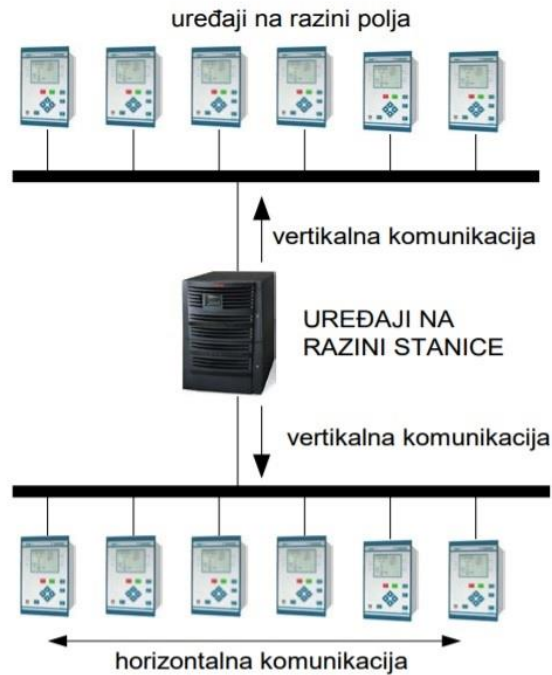 uređaji na razini polja
vertikalna komunikacija
UREĐAJI NA
RAZINI STANICE
vertikalna komunikacija
horizontalna komunikacija